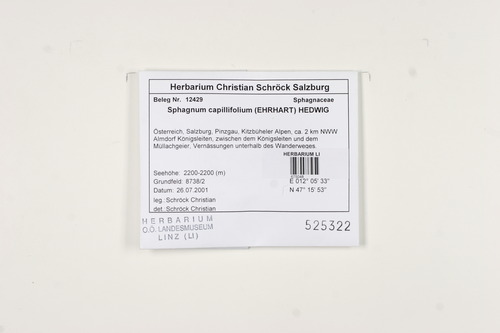 Herbarium Christian Schröck Salzburg
Beleg Nr. 12429 Sphagnaceae
Sphagnum capillifolium (EHRHART) HEDWIG
Österreich, Salzburg, Pinzgau, Kitzbüheler Alpen, ca. 2 km NWW
Almdorf Königsleiten, zwischen dem Königsleiten und dem
Müllachgeier. Vernässungen unterhalb des Wanderweges.
HERBARIUM LI
Seehöhe: 2200-2200 (m)
Grundfeld: 8738/2 E 012° 05' 33"
Datum: 26.07.2001 N 47° 15' 53"
leg.: Schröck Christian
det.: Schröck Christian
HERBARIUM
O.Ö. LANDESMUSEUM
LINZ (LI)
525322